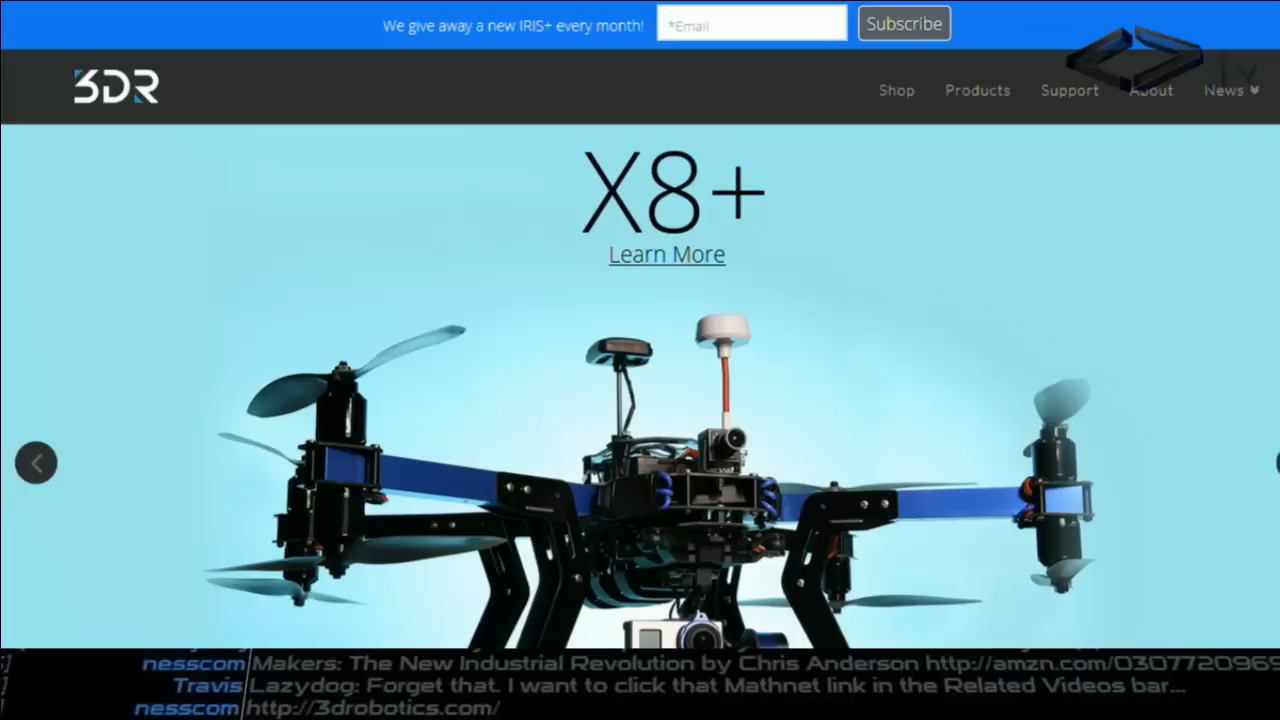 We give away a new IRIS+ every month!
*Email
Subscribe
3DR
Shop
Products
Support
About
News
tv
X8+
Learn More
nesscom Makers: The New Industrial Revolution by Chris Anderson http://amzn.com/0307720969
Travis Lazydog: Forget that. I want to click that Mathnet link in the Related Videos bar...
nesscom http://3drobotics.com/